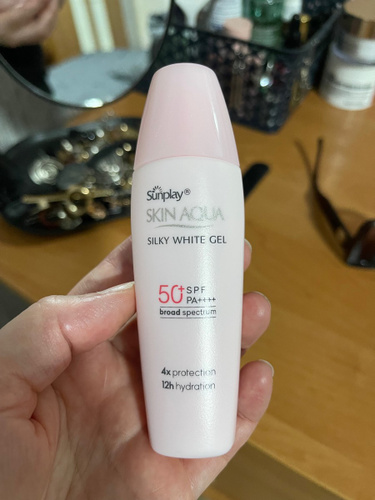 Sunplay®
SKIN AQUA
SILKY WHITE GEL
50+ SPF
PA++++
broad spectrum
4x protection
12h hydration